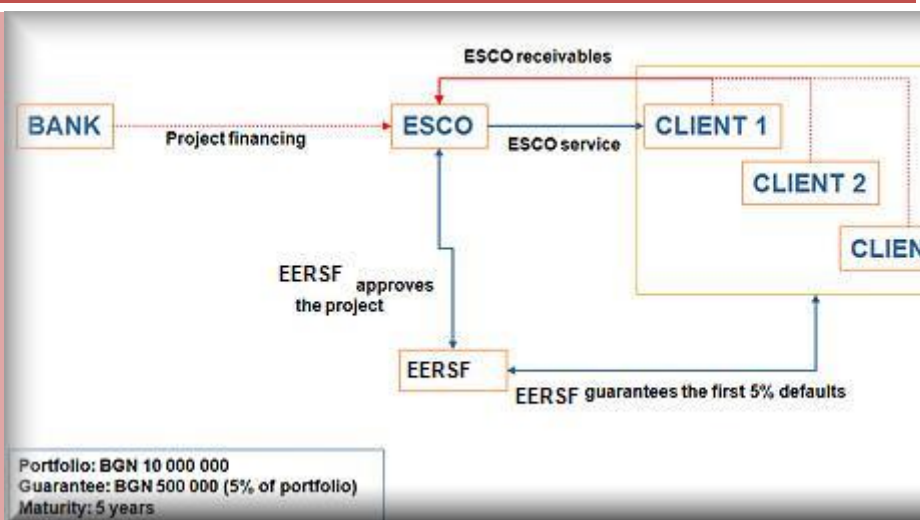 ESCO receivables
BANK
Project financing
ESCO
ESCO service
CLIENT 1
CLIENT 2
CLIEN
EERSF approves
the project
EERSF
EERSF guarantees the first 5% defaults
Portfolio: BGN 10 000 000
Guarantee: BGN 500 000 (5% of portfolio)
Maturity: 5 years